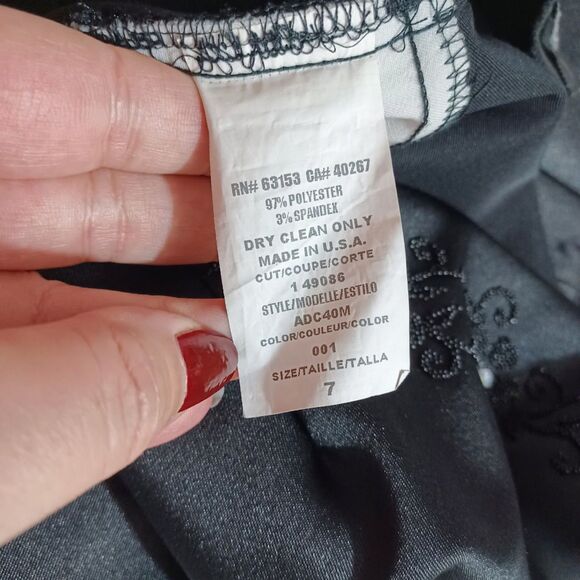 RN# 63153 CA# 40267
97% POLYESTER
3% SPANDEX
DRY CLEAN ONLY
MADE IN U.S.A.
CUT/COUPE/CORTE
1 49086
STYLE/MODELLE/ESTILO
ADC40M
COLOR/COULEUR/COLOR
001
SIZE/TAILLE/TALLA
7